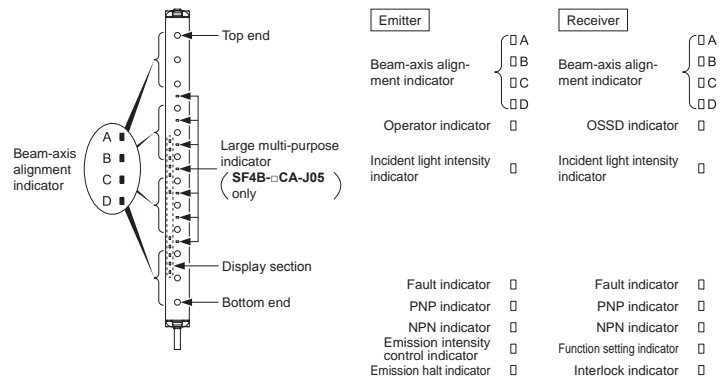 Top end
Large multi-purpose
indicator
(SF4B-□CA-J05
only)
Beam-axis
alignment
indicator
A
B
C
D
Display section
Bottom end
Emitter
Beam-axis align-
ment indicator
A
B
C
D
Operator indicator
Incident light intensity
indicator
Fault indicator
PNP indicator
NPN indicator
Emission intensity
control indicator
Emission halt indicator
Receiver
Beam-axis align-
ment indicator
A
B
C
D
OSSD indicator
Incident light intensity
indicator
Fault indicator
PNP indicator
NPN indicator
Function setting indicator
Interlock indicator